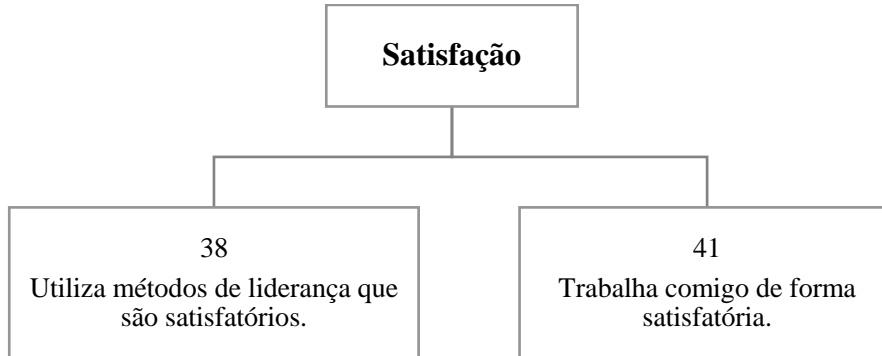 Satisfação
38
Utiliza métodos de liderança que
são satisfatórios.
41
Trabalha comigo de forma
satisfatória.